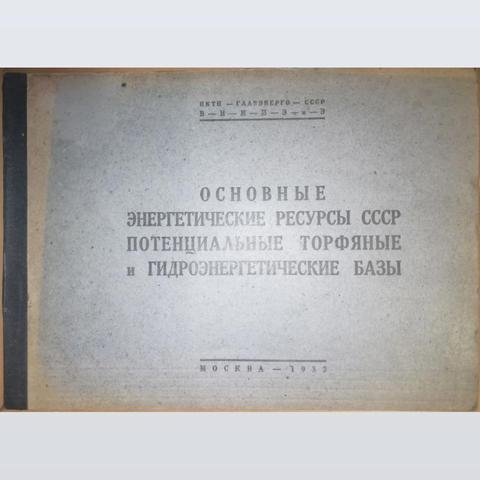 НКТП — ГЛАВЭНЕРГО — СССР
ОСНОВНЫЕ
ЭНЕРГЕТИЧЕСКИЕ РЕСУРСЫ СССР
ПОТЕНЦИАЛЬНЫЕ ТОРФЯНЫЕ
и ГИДРОЭНЕРГЕТИЧЕСКИЕ БАЗЫ
МОСКВА —